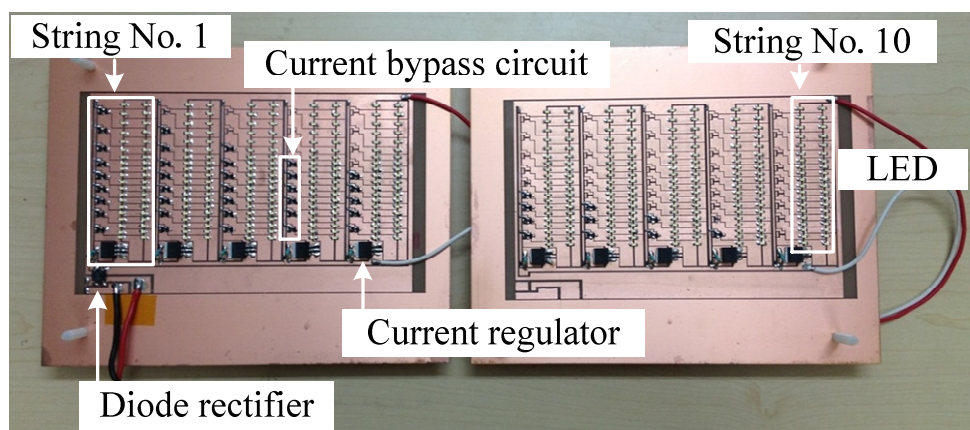 String No. 1
String No. 10
Current bypass circuit
LED
Current regulator
Diode rectifier